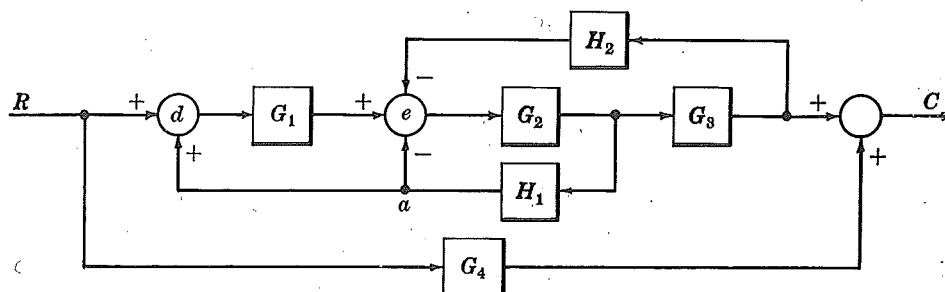 H₂
−
R + d G₁ + e G₂ G₃ + C
+ − +
a H₁
G₄